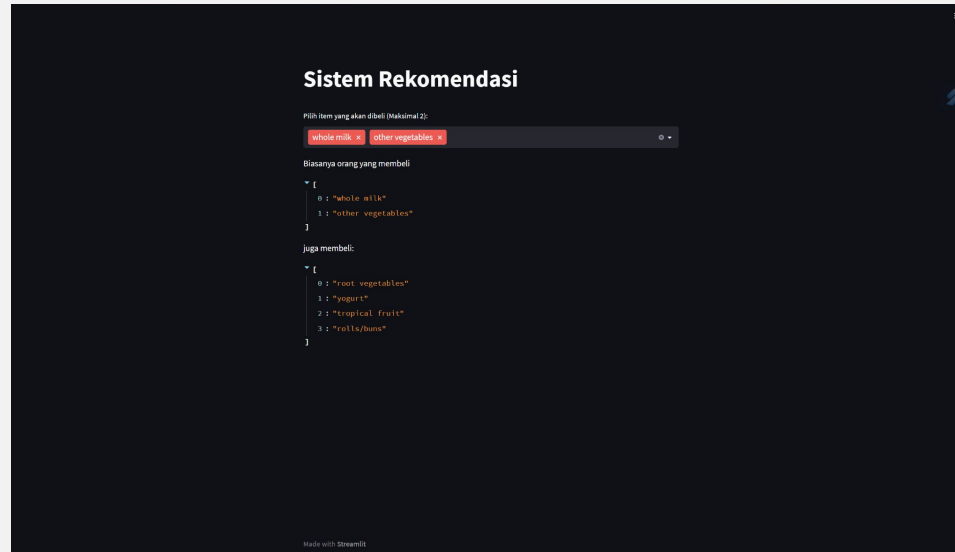 Sistem Rekomendasi
Pilih item yang akan dibeli (Maksimal 2):
whole milk × other vegetables ×
Biasanya orang yang membeli
[
0 : "whole milk"
1 : "other vegetables"
]
juga membeli:
[
0 : "root vegetables"
1 : "yogurt"
2 : "tropical fruit"
3 : "rolls/buns"
]
Made with Streamlit